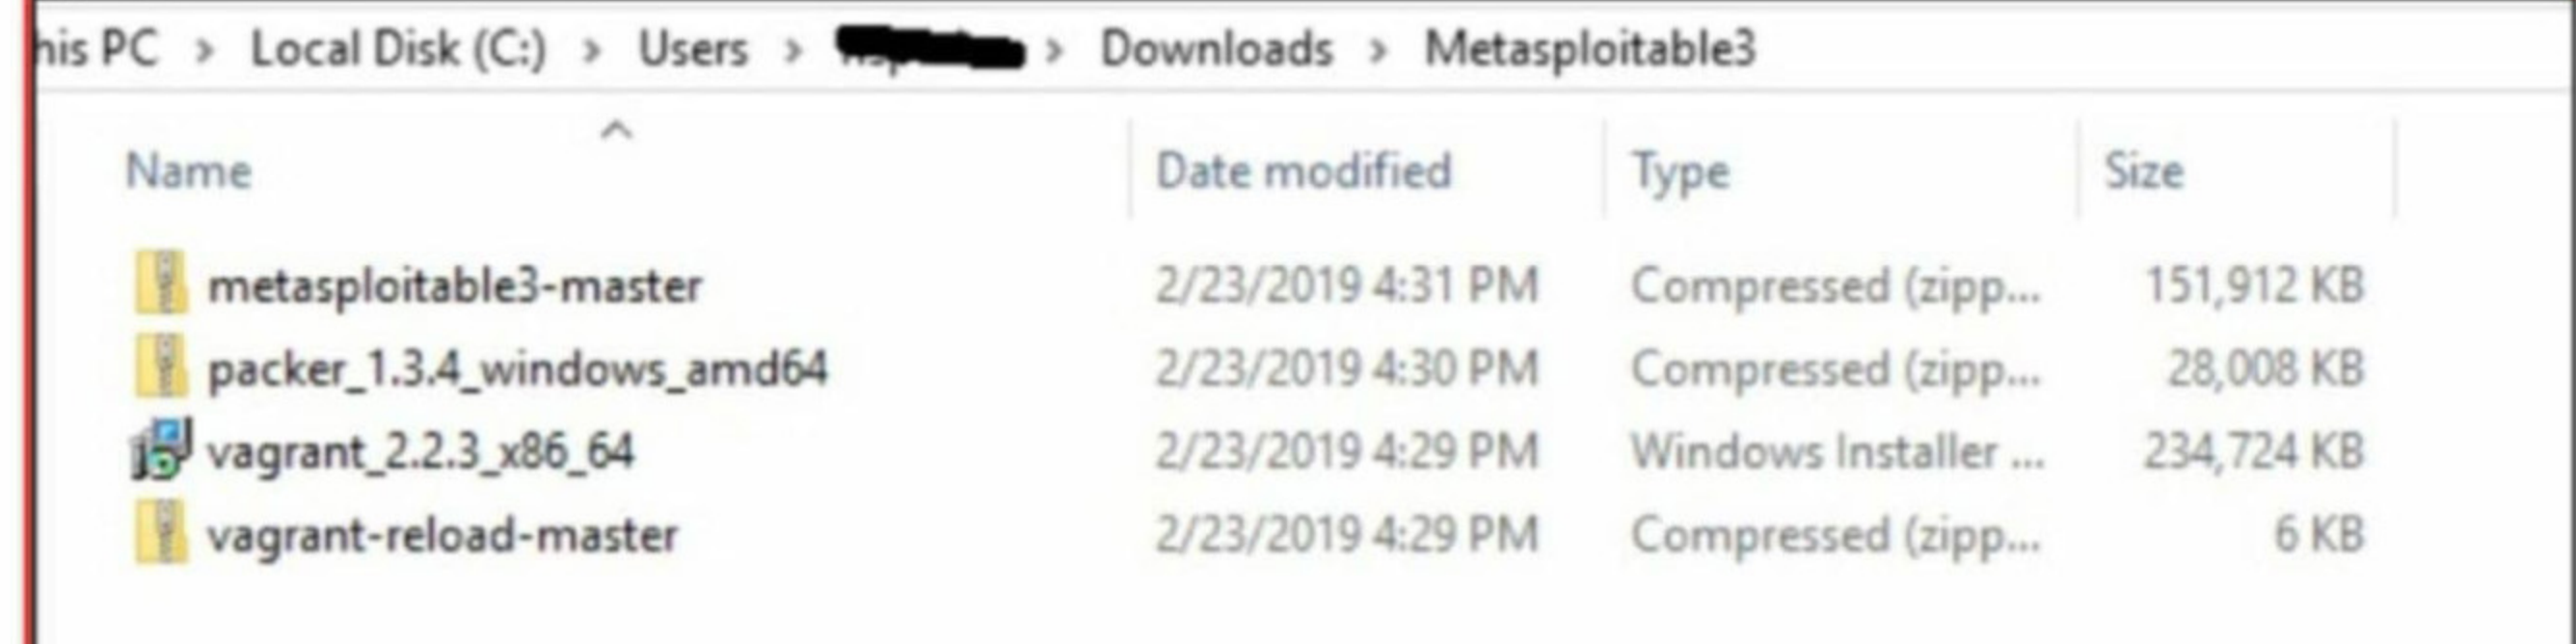 his PC > Local Disk (C:) > Users > > Downloads > Metasploitable3
Name Date modified Type Size
metasploitable3-master 2/23/2019 4:31 PM Compressed (zipp... 151,912 KB
packer_1.3.4_windows_amd64 2/23/2019 4:30 PM Compressed (zipp... 28,008 KB
vagrant_2.2.3_x86_64 2/23/2019 4:29 PM Windows Installer ... 234,724 KB
vagrant-reload-master 2/23/2019 4:29 PM Compressed (zipp... 6 KB